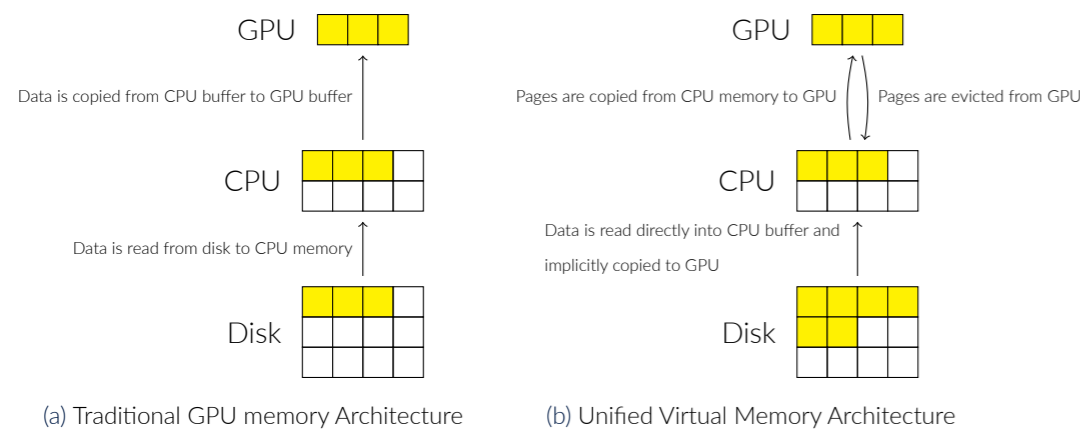 GPU
Data is copied from CPU buffer to GPU buffer
CPU
Data is read from disk to CPU memory
Disk
(a) Traditional GPU memory Architecture
GPU
Pages are copied from CPU memory to GPU
Pages are evicted from GPU
CPU
Data is read directly into CPU buffer and
implicitly copied to GPU
Disk
(b) Unified Virtual Memory Architecture